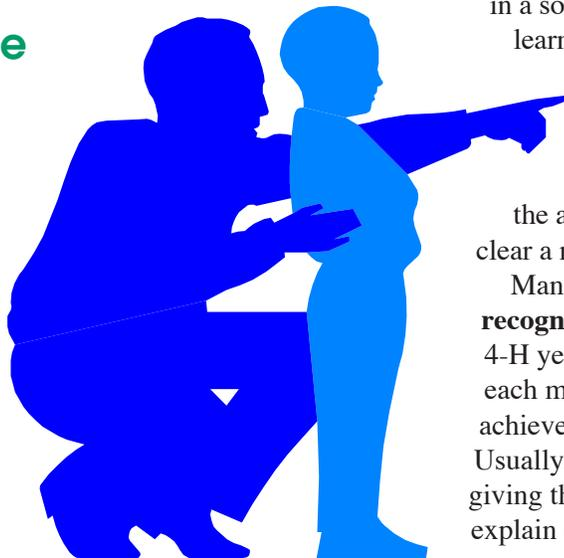 e
in a so
learn
the a
clear a
Man
recogn
4-H ye
each m
achieve
Usually
giving th
explain